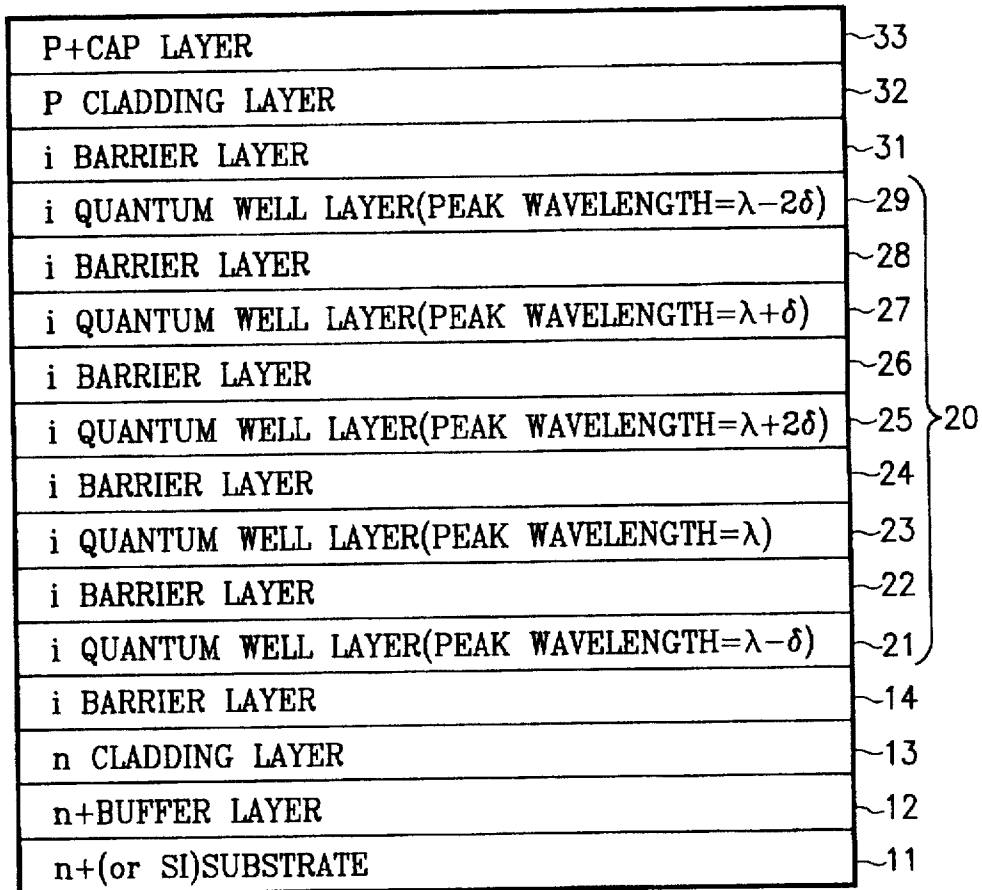 P+CAP LAYER ~33
P CLADDING LAYER ~32
i BARRIER LAYER ~31
i QUANTUM WELL LAYER(PEAK WAVELENGTH=λ−2δ) ~29
i BARRIER LAYER ~28
i QUANTUM WELL LAYER(PEAK WAVELENGTH=λ+δ) ~27
i BARRIER LAYER ~26
i QUANTUM WELL LAYER(PEAK WAVELENGTH=λ+2δ) ~25 20
i BARRIER LAYER ~24
i QUANTUM WELL LAYER(PEAK WAVELENGTH=λ) ~23
i BARRIER LAYER ~22
i QUANTUM WELL LAYER(PEAK WAVELENGTH=λ−δ) ~21
i BARRIER LAYER ~14
n CLADDING LAYER ~13
n+BUFFER LAYER ~12
n+(or SI)SUBSTRATE ~11